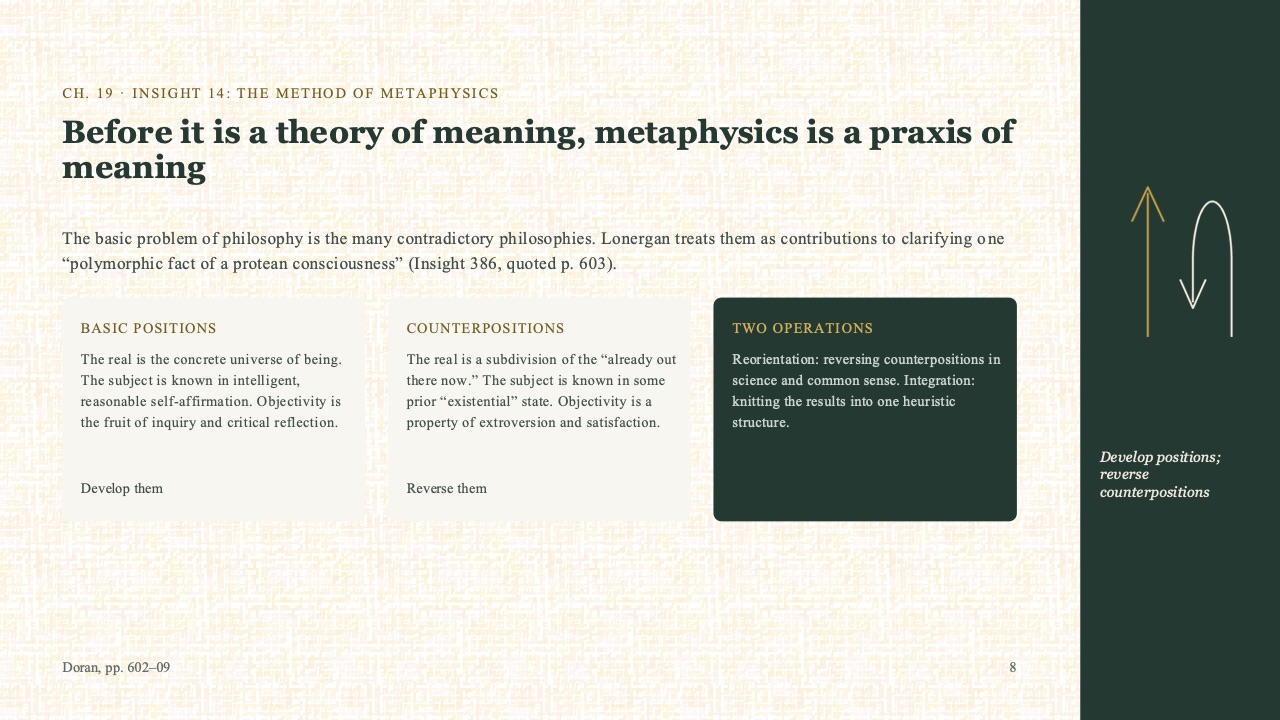 CH. 19 · INSIGHT 14: THE METHOD OF METAPHYSICS
Before it is a theory of meaning, metaphysics is a praxis of
meaning
The basic problem of philosophy is the many contradictory philosophies. Lonergan treats them as contributions to clarifying one
“polymorphic fact of a protean consciousness” (Insight 386, quoted p. 603).
BASIC POSITIONS
The real is the concrete universe of being.
The subject is known in intelligent,
reasonable self-affirmation. Objectivity is
the fruit of inquiry and critical reflection.
Develop them
COUNTERPOSITIONS
The real is a subdivision of the “already out
there now.” The subject is known in some
prior “existential” state. Objectivity is a
property of extroversion and satisfaction.
Reverse them
TWO OPERATIONS
Reorientation: reversing counterpositions in
science and common sense. Integration:
knitting the results into one heuristic
structure.
Develop positions;
reverse
counterpositions
Doran, pp. 602–09
8